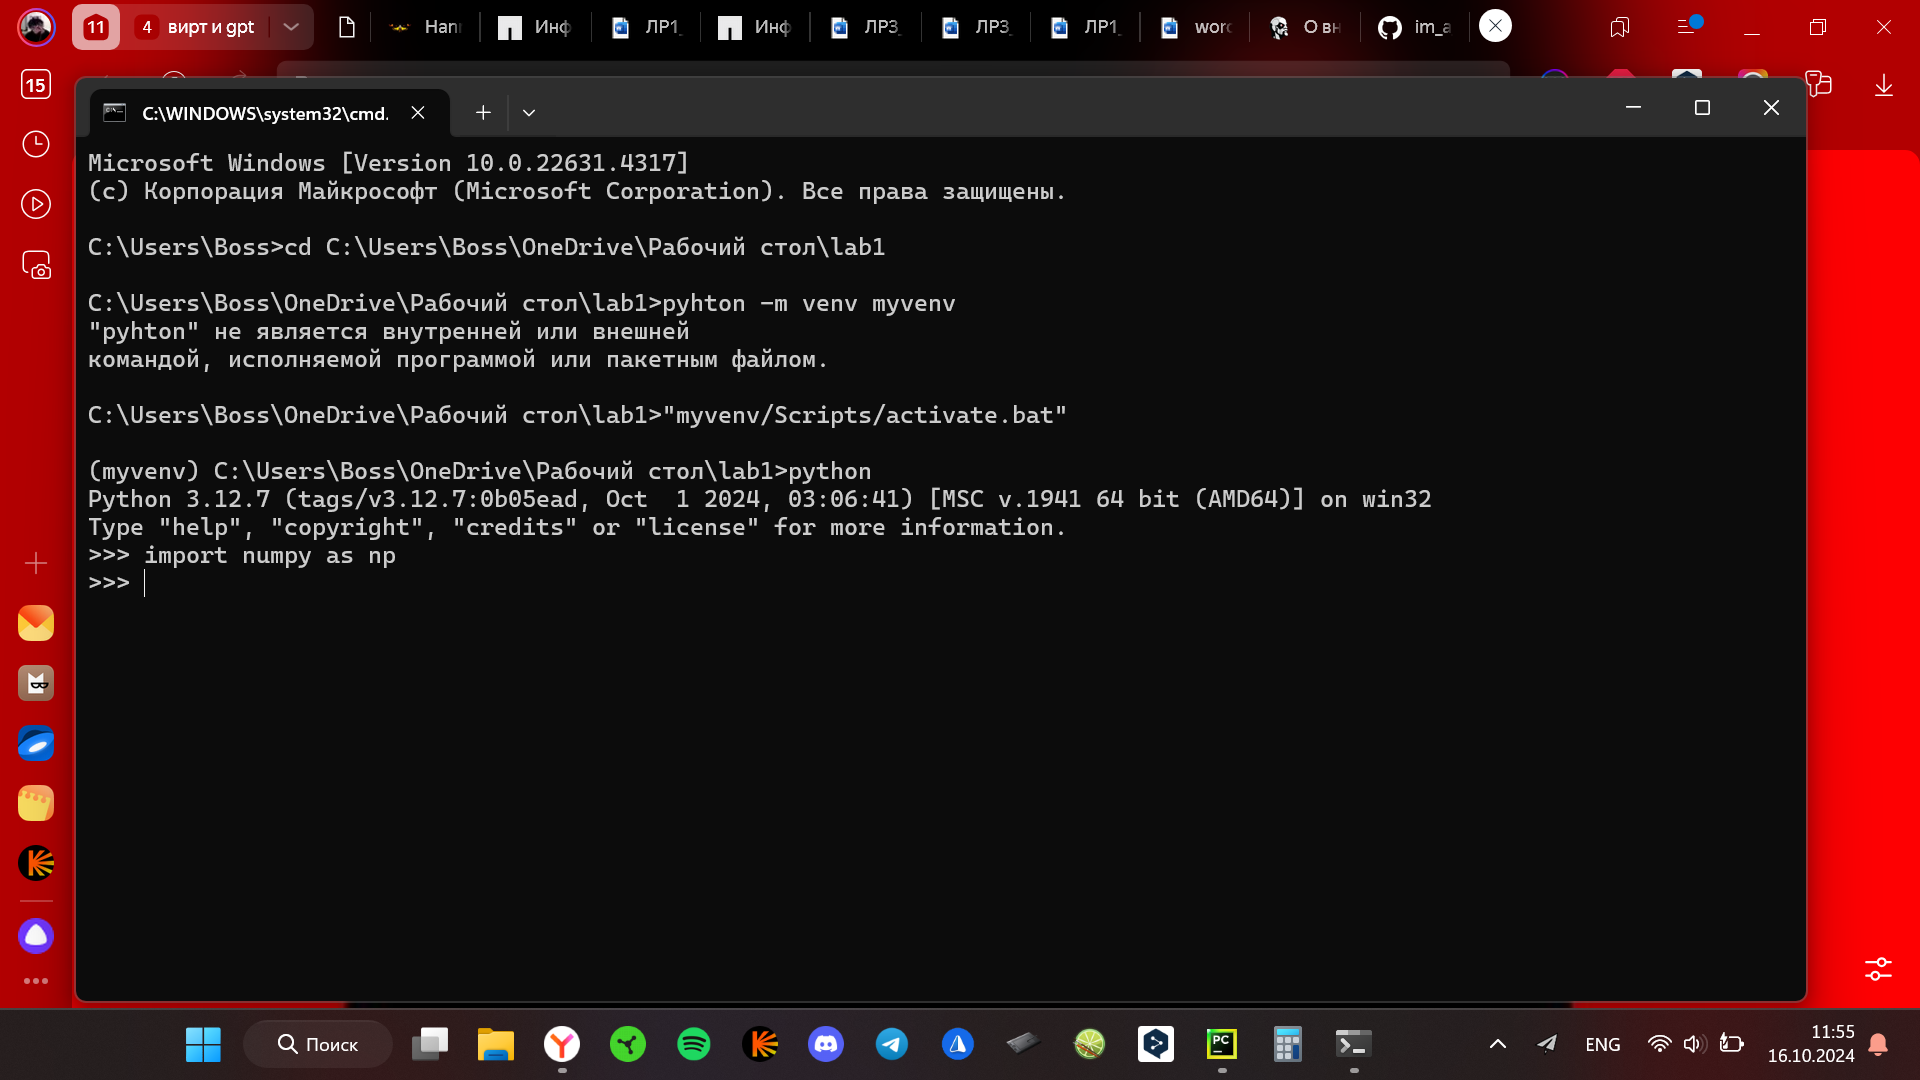 11
4
вирт и gpt
Инф
ЛР1_
Инф
ЛР3_
ЛР3_
ЛР1_
О вн
im_a
15
C:\WINDOWS\system32\cmd.
Microsoft Windows [Version 10.0.22631.4317]
(c) Корпорация Майкрософт (Microsoft Corporation). Все права защищены.
C:\Users\Boss>cd C:\Users\Boss\OneDrive\Рабочий стол\lab1
C:\Users\Boss\OneDrive\Рабочий стол\lab1>pyhton -m venv myvenv
"pyhton" не является внутренней или внешней
командой, исполняемой программой или пакетным файлом.
C:\Users\Boss\OneDrive\Рабочий стол\lab1>"myvenv/Scripts/activate.bat"
(myvenv) C:\Users\Boss\OneDrive\Рабочий стол\lab1>python
Python 3.12.7 (tags/v3.12.7:0b05ead, Oct  1 2024, 03:06:41) [MSC v.1941 64 bit (AMD64)] on win32
Type "help", "copyright", "credits" or "license" for more information.
>>> import numpy as np
>>>
Поиск
PC
ENG
11:55
16.10.2024